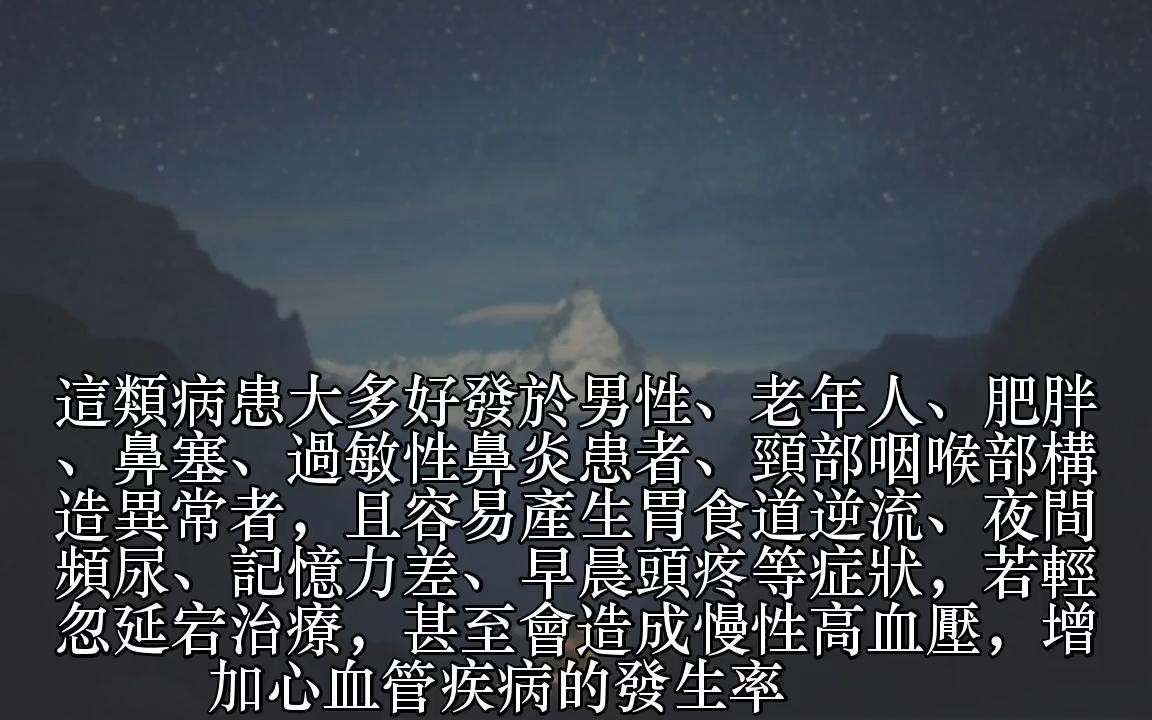 這類病患大多好發於男性、老年人、肥胖
、鼻塞、過敏性鼻炎患者、頸部咽喉部構
造異常者，且容易產生胃食道逆流、夜間
頻尿、記憶力差、早晨頭疼等症狀，若輕
忽延宕治療，甚至會造成慢性高血壓，增
加心血管疾病的發生率